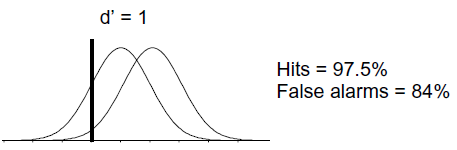 d’ = 1
Hits = 97.5%
False alarms = 84%